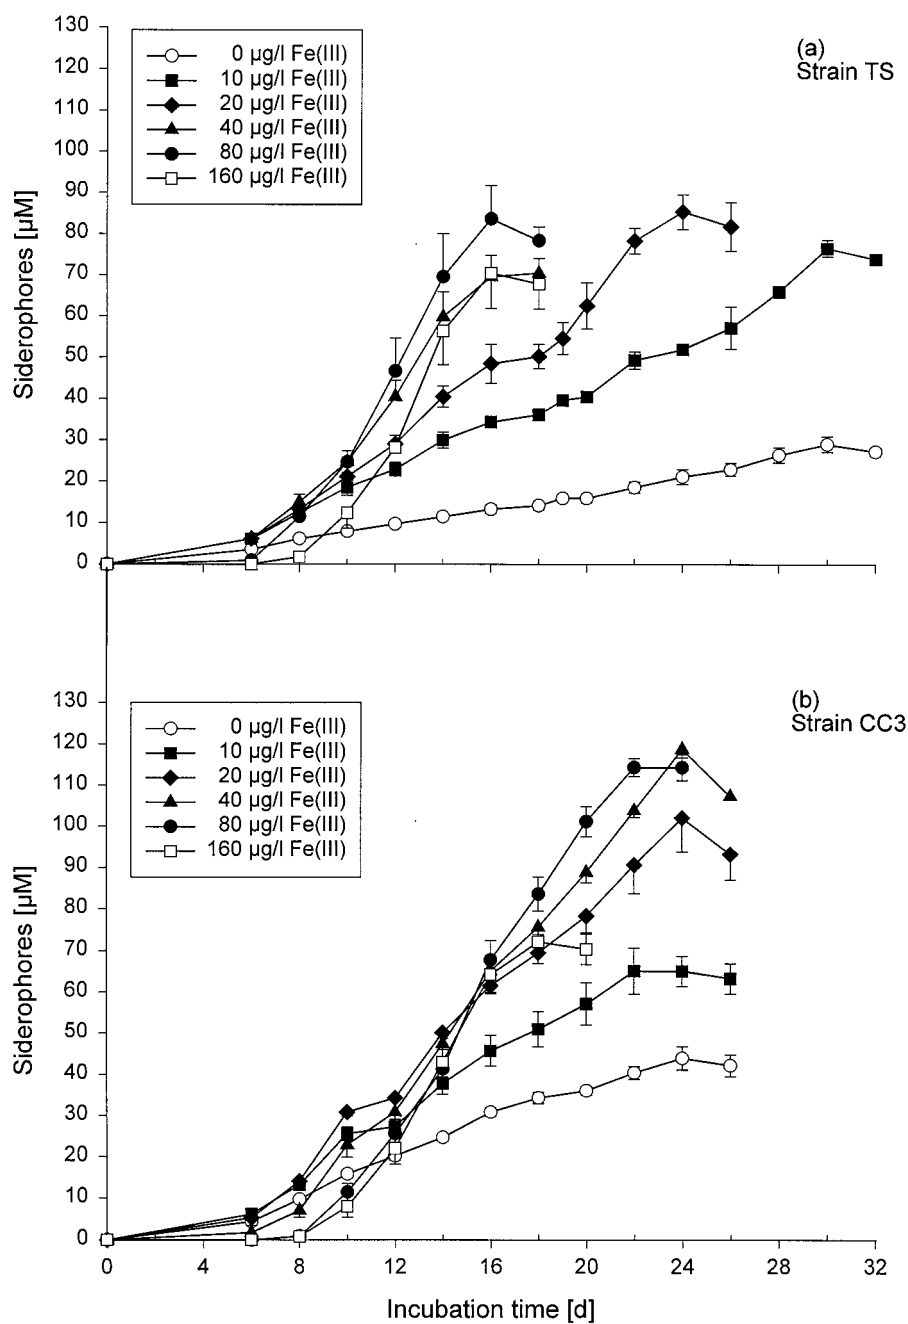 130
120
110
100
90
80
70
60
50
40
30
20
10
0
Siderophores [µM]
0 µg/l Fe(III)
10 µg/l Fe(III)
20 µg/l Fe(III)
40 µg/l Fe(III)
80 µg/l Fe(III)
160 µg/l Fe(III)
(a)
Strain TS
130
120
110
100
90
80
70
60
50
40
30
20
10
0
Siderophores [µM]
0 µg/l Fe(III)
10 µg/l Fe(III)
20 µg/l Fe(III)
40 µg/l Fe(III)
80 µg/l Fe(III)
160 µg/l Fe(III)
(b)
Strain CC3
0 4 8 12 16 20 24 28 32
Incubation time [d]